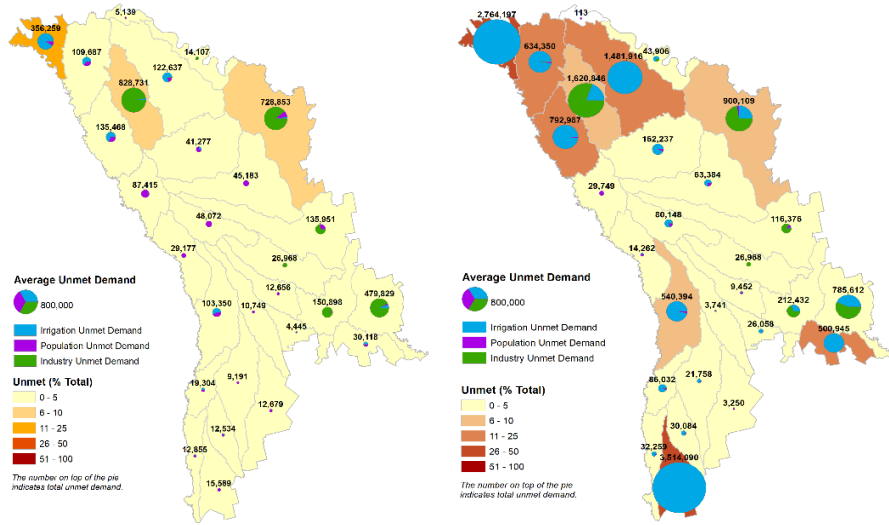 5,139
356,259
14,107
109,687
122,637
828,731
728,853
135,468
41,277
45,183
87,415
48,072
135,951
29,177
26,968
12,656
479,829
103,350
10,749
150,898
4,445
30,118
9,191
19,304
12,679
12,534
12,855
15,589
Average Unmet Demand
800,000
Irrigation Unmet Demand
Population Unmet Demand
Industry Unmet Demand
Unmet (% Total)
0 - 5
6 - 10
11 - 25
26 - 50
51 - 100
The number on top of the pie
indicates total unmet demand.
113
2,764,197
634,350
1,481,916
43,906
1,620,846
900,109
792,987
162,237
63,384
29,749
80,148
116,376
14,262
26,968
9,452
785,612
540,394
3,741
212,432
26,058
500,945
21,758
86,032
3,250
30,084
32,259
3,514,090
Average Unmet Demand
800,000
Irrigation Unmet Demand
Population Unmet Demand
Industry Unmet Demand
Unmet (% Total)
0 - 5
6 - 10
11 - 25
26 - 50
51 - 100
The number on top of the pie
indicates total unmet demand.